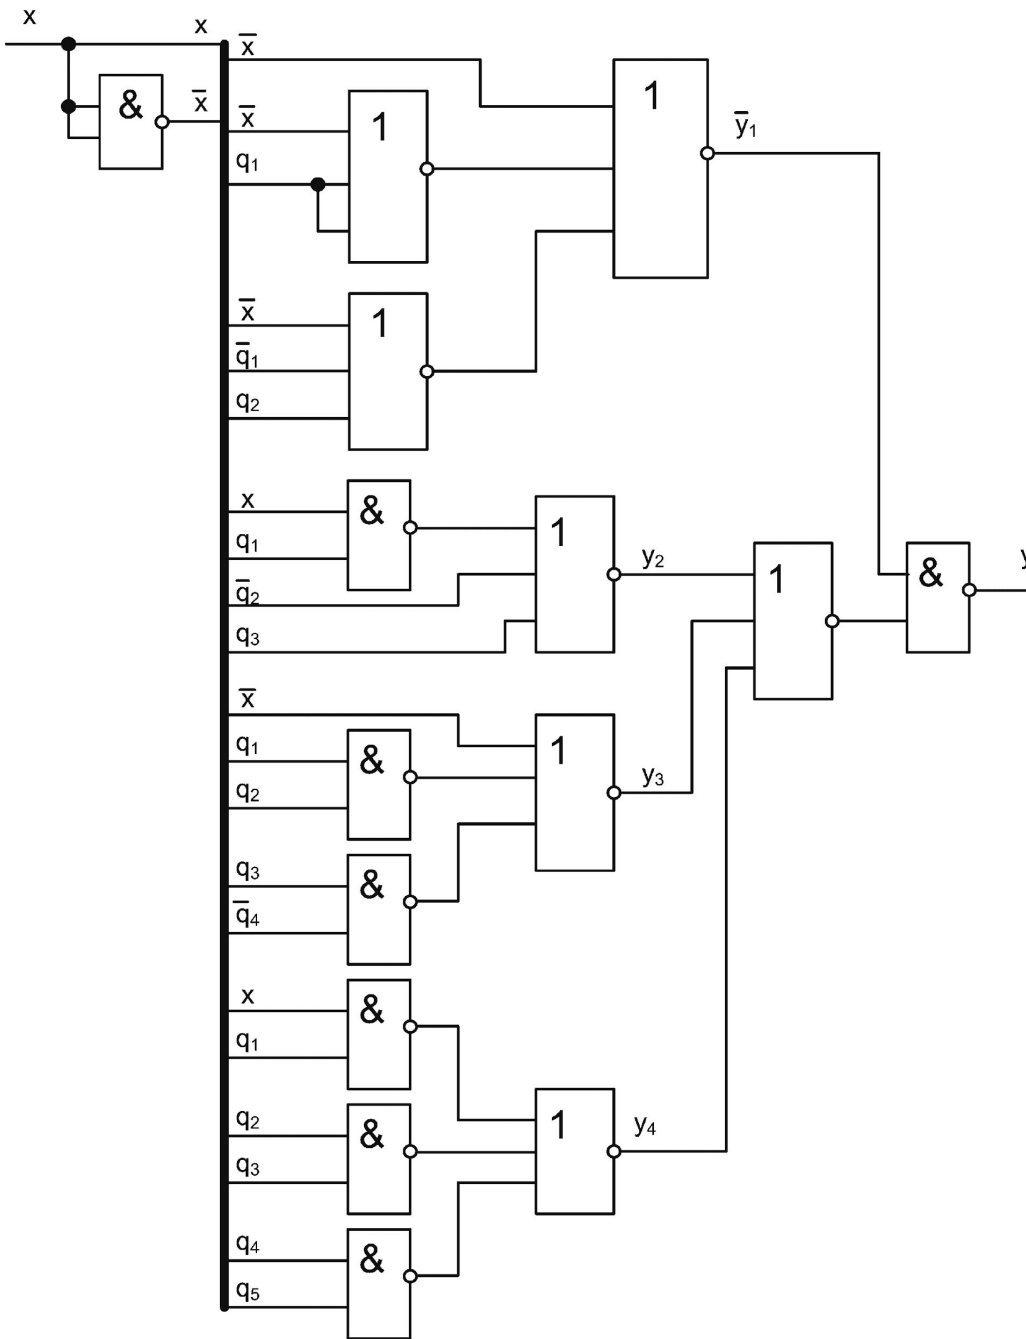 x
x
x̅
&
x̅
x̅
1
q₁
1
y̅₁
x̅
1
q̅₁
q₂
x
&
q₁
1
q̅₂
q₃
y₂
1
&
y
x̅
q₁
&
q₂
1
y₃
q₃
&
q̅₄
x
&
q₁
q₂
&
q₃
1
y₄
q₄
&
q₅